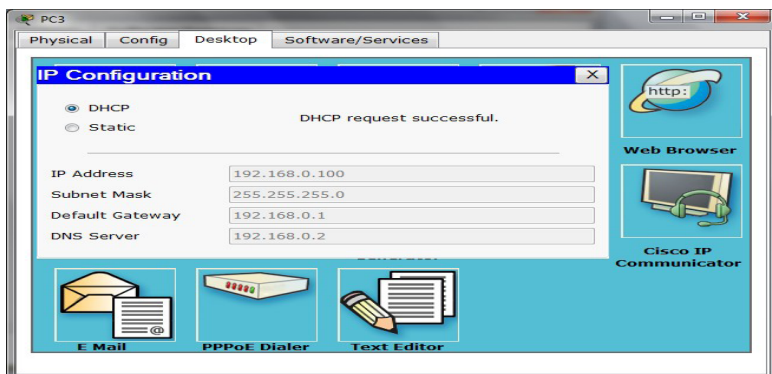 PC3
Physical Config Desktop Software/Services
IP Configuration X
DHCP
Static
DHCP request successful.
IP Address 192.168.0.100
Subnet Mask 255.255.255.0
Default Gateway 192.168.0.1
DNS Server 192.168.0.2
http:
Web Browser
Cisco IP
Communicator
@
E Mail PPPoE Dialer Text Editor